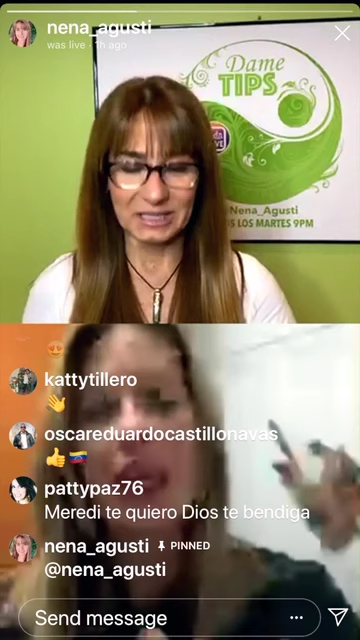 nena_agusti
was live · 1h ago
Dame
TIPS
Nena_Agusti
LOS MARTES 9PM
kattytillero
👋
oscareduardocastillonavas
👍🇻🇪
pattypaz76
Meredi te quiero Dios te bendiga
nena_agusti PINNED
@nena_agusti
Send message